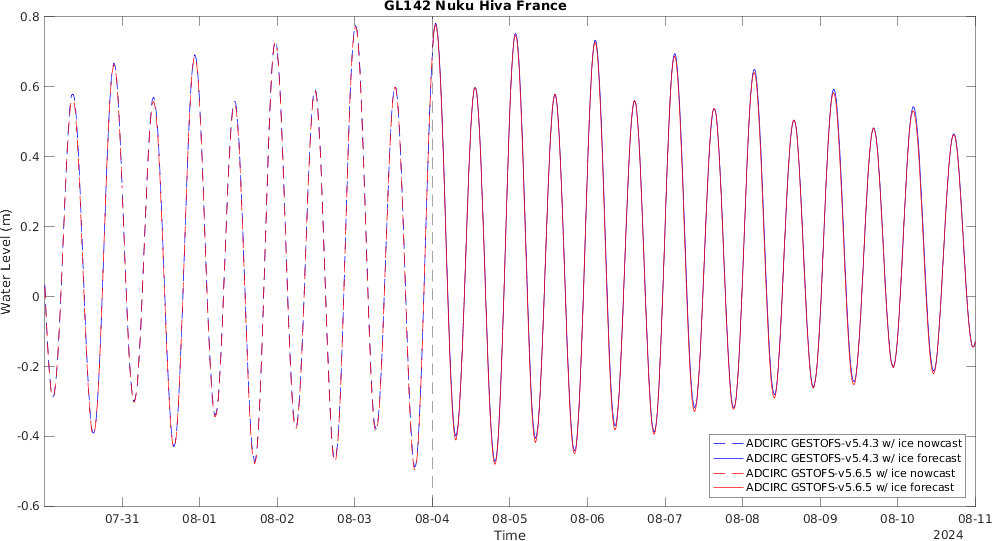 GL142 Nuku Hiva France
0.8
0.6
0.4
0.2
0
-0.2
-0.4
-0.6
Water Level (m)
ADCIRC GESTOFS-v5.4.3 w/ ice nowcast
ADCIRC GESTOFS-v5.4.3 w/ ice forecast
ADCIRC GSTOFS-v5.6.5 w/ ice nowcast
ADCIRC GSTOFS-v5.6.5 w/ ice forecast
07-31 08-01 08-02 08-03 08-04 08-05 08-06 08-07 08-08 08-09 08-10 08-11
Time
2024